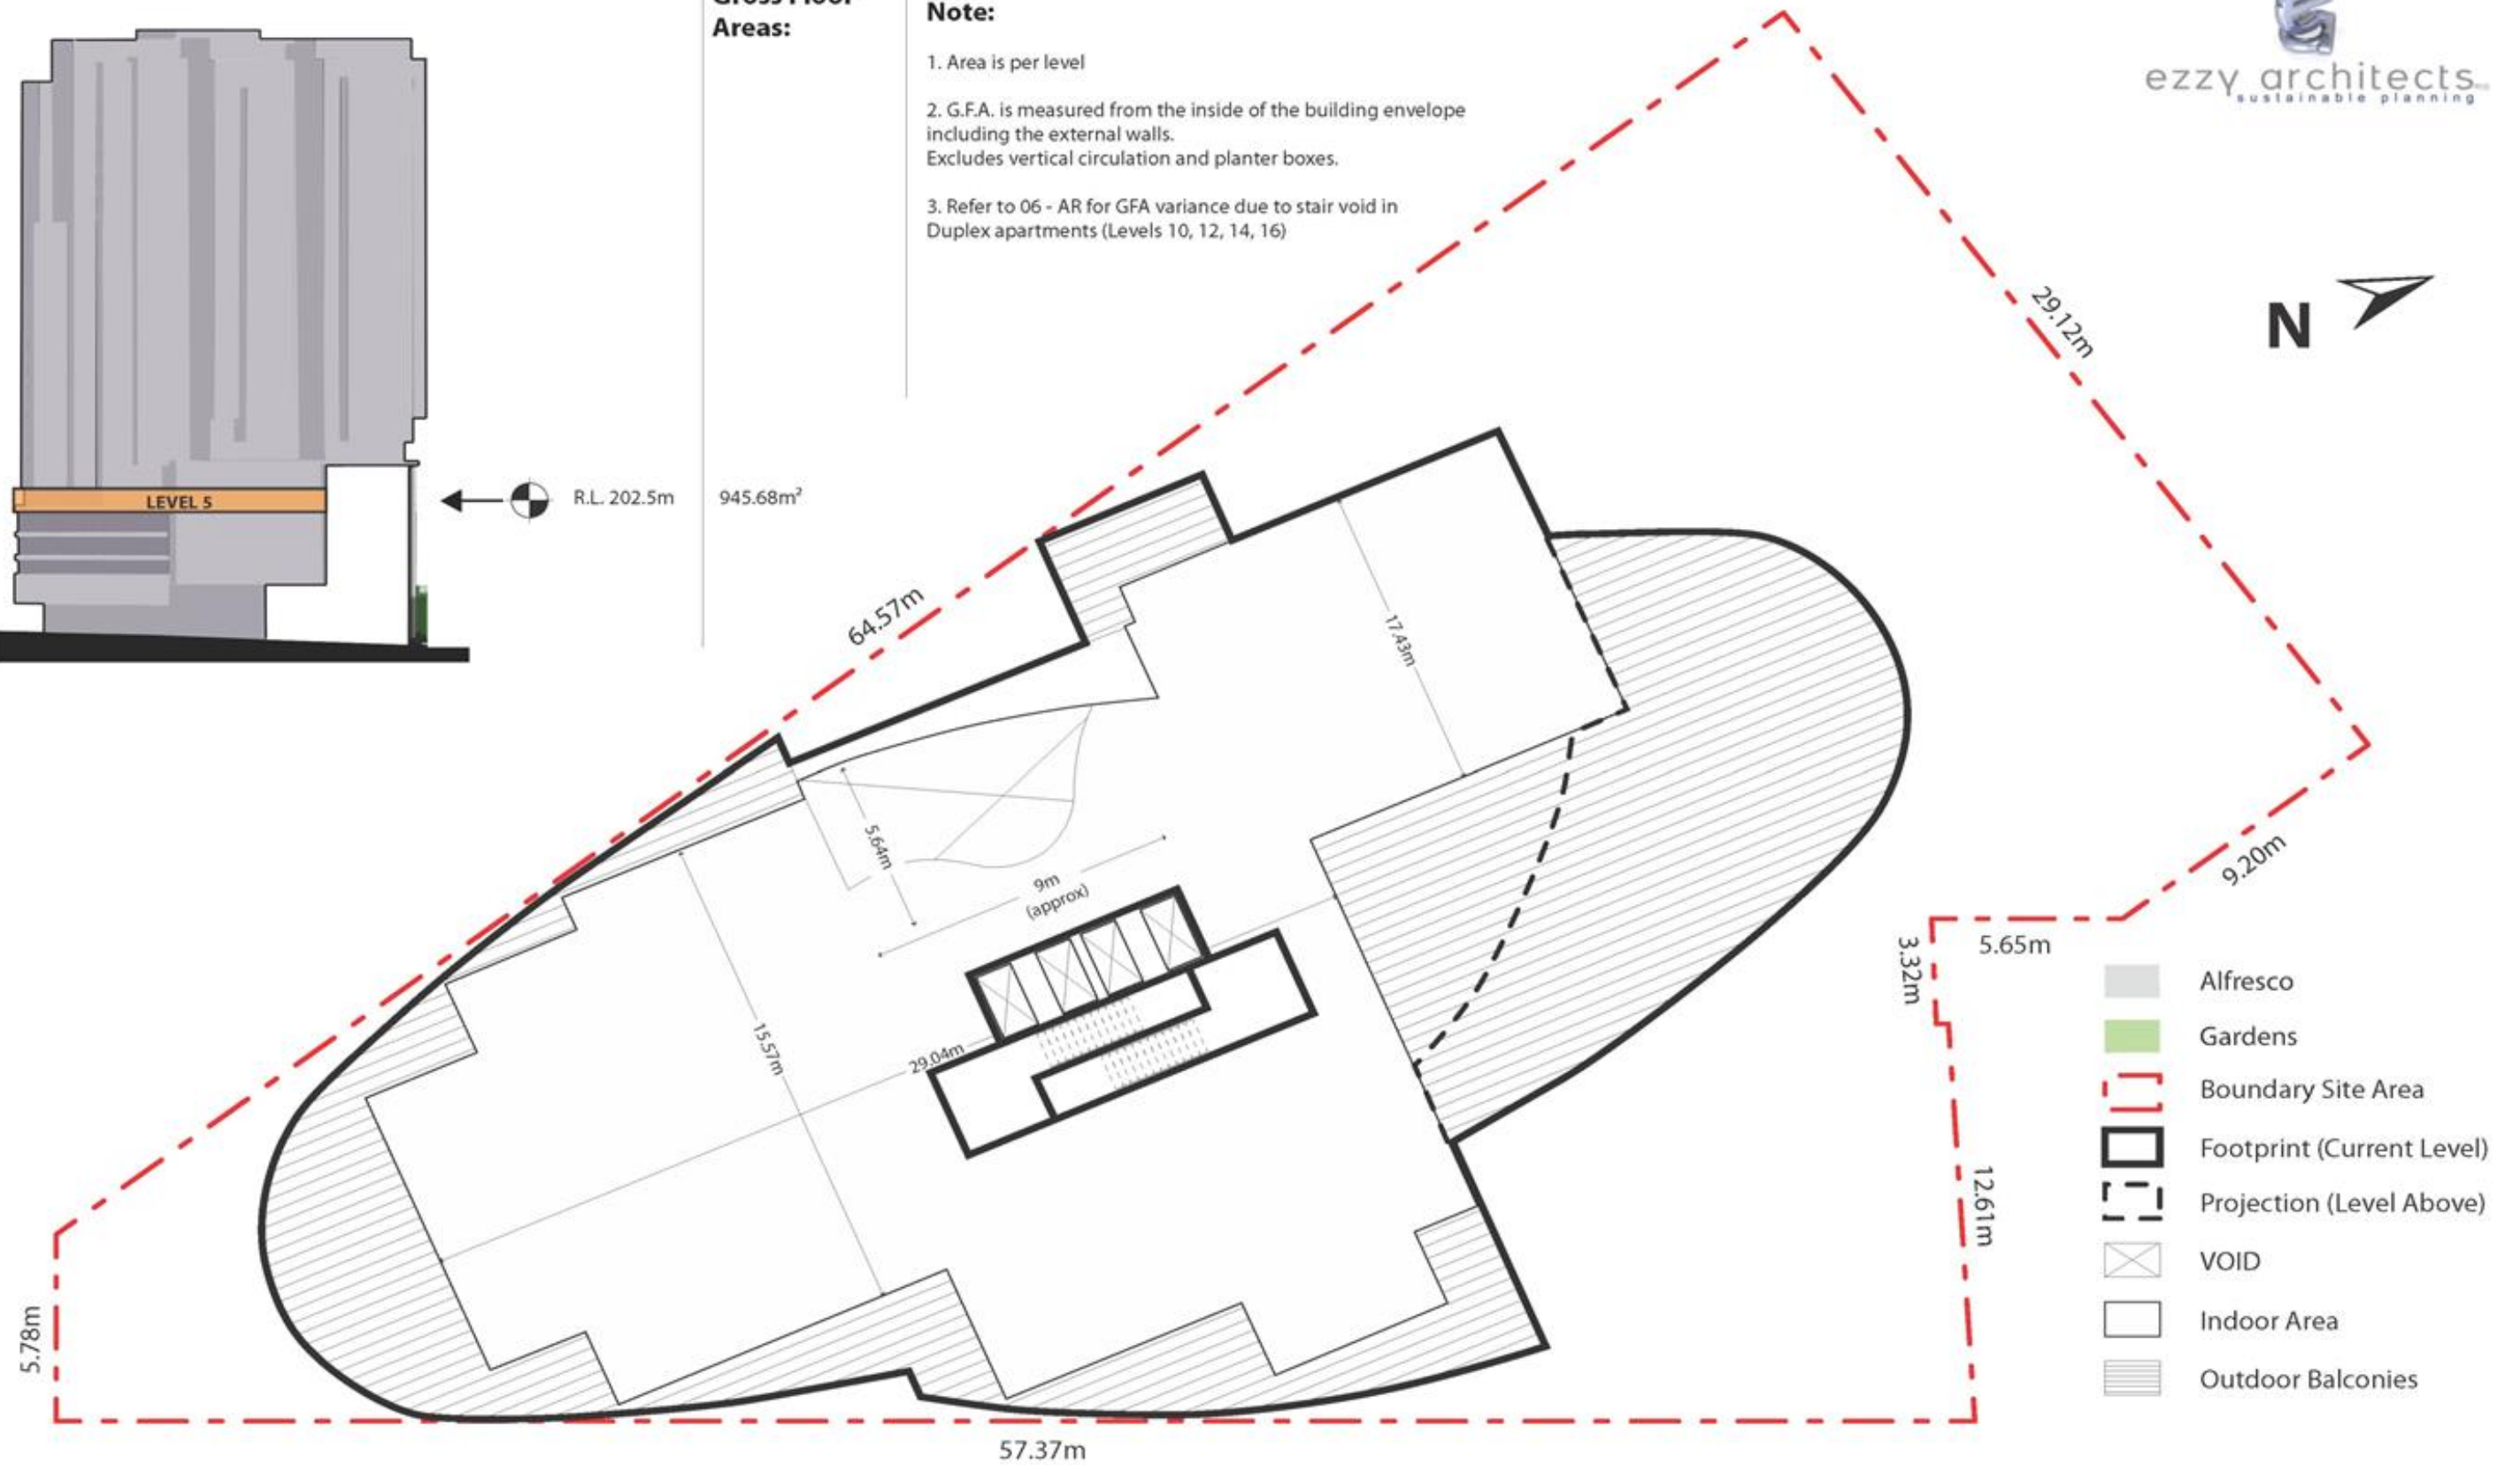 Gross Floor
Areas:
Note:
1. Area is per level
2. G.F.A. is measured from the inside of the building envelope
including the external walls.
Excludes vertical circulation and planter boxes.
3. Refer to 06 - AR for GFA variance due to stair void in
Duplex apartments (Levels 10, 12, 14, 16)
ezzy architects
sustainable planning
N
LEVEL 5
R.L. 202.5m
945.68m²
29.12m
64.57m
17.43m
5.64m
9m
(approx)
15.57m
29.04m
9.20m
5.65m
3.32m
12.61m
5.78m
57.37m
Alfresco
Gardens
Boundary Site Area
Footprint (Current Level)
Projection (Level Above)
VOID
Indoor Area
Outdoor Balconies